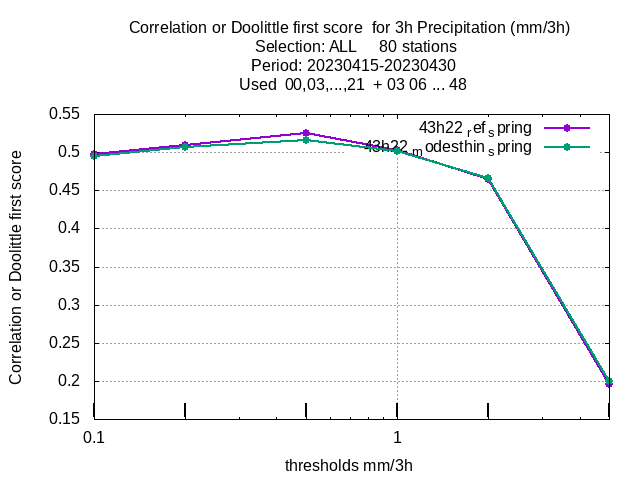 Correlation or Doolittle first score  for 3h Precipitation (mm/3h)
Selection: ALL     80 stations
Period: 20230415-20230430
Used  00,03,...,21  + 03 06 ... 48
43h22 ref spring
43h22 modesthin spring
0.55
0.5
0.45
0.4
0.35
0.3
0.25
0.2
0.15
Correlation or Doolittle first score
0.1
1
thresholds mm/3h